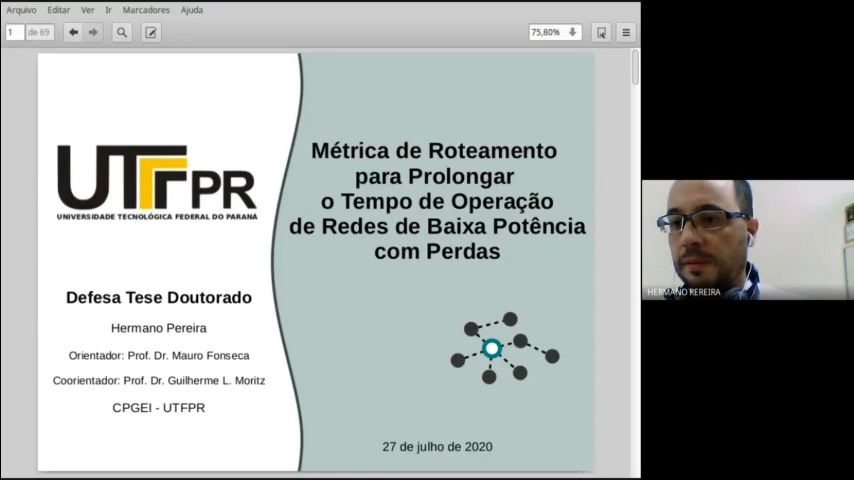 Arquivo Editar Ver Ir Marcadores Ajuda
1 de 69
75,80%
UTFPR
UNIVERSIDADE TECNOLÓGICA FEDERAL DO PARANÁ
Métrica de Roteamento
para Prolongar
o Tempo de Operação
de Redes de Baixa Potência
com Perdas
Defesa Tese Doutorado
Hermano Pereira
Orientador: Prof. Dr. Mauro Fonseca
Coorientador: Prof. Dr. Guilherme L. Moritz
CPGEI - UTFPR
27 de julho de 2020
HERMANO PEREIRA